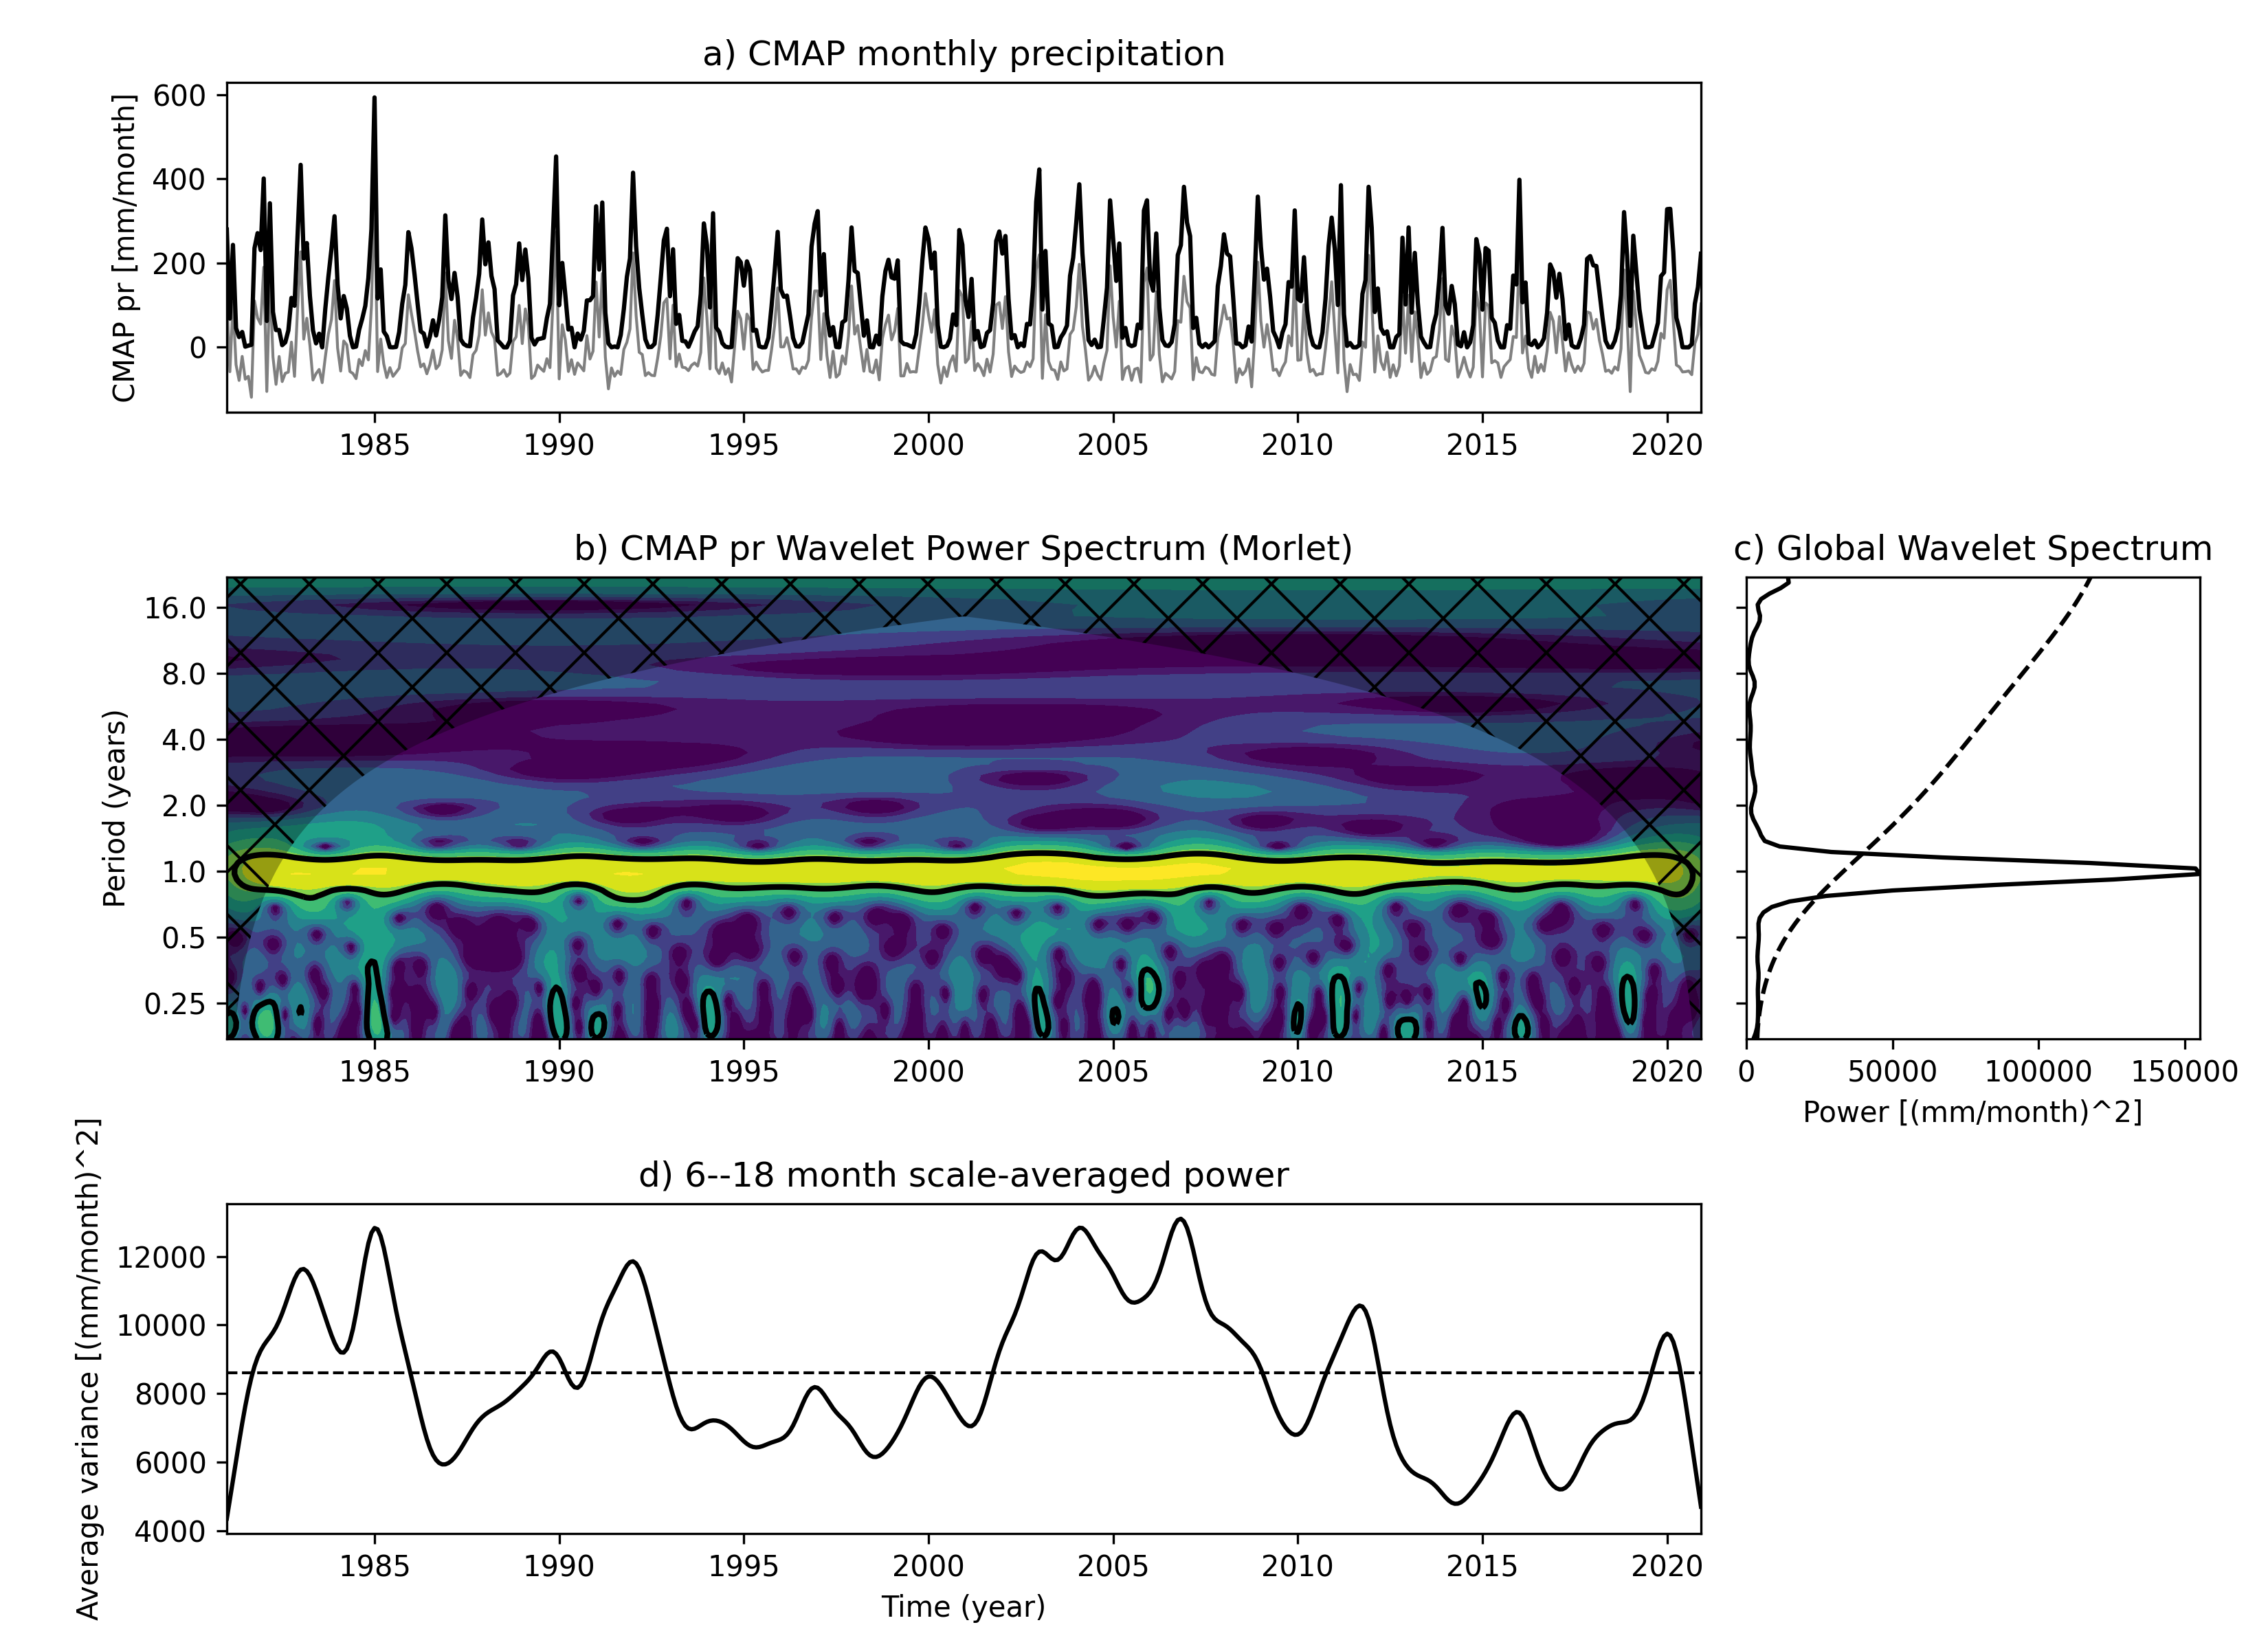 a) CMAP monthly precipitation
CMAP pr [mm/month]
600
400
200
0
1985 1990 1995 2000 2005 2010 2015 2020
b) CMAP pr Wavelet Power Spectrum (Morlet)
Period (years)
16.0
8.0
4.0
2.0
1.0
0.5
0.25
1985 1990 1995 2000 2005 2010 2015 2020
c) Global Wavelet Spectrum
0 50000 100000 150000
Power [(mm/month)^2]
d) 6--18 month scale-averaged power
Average variance [(mm/month)^2]
12000
10000
8000
6000
4000
1985 1990 1995 2000 2005 2010 2015 2020
Time (year)